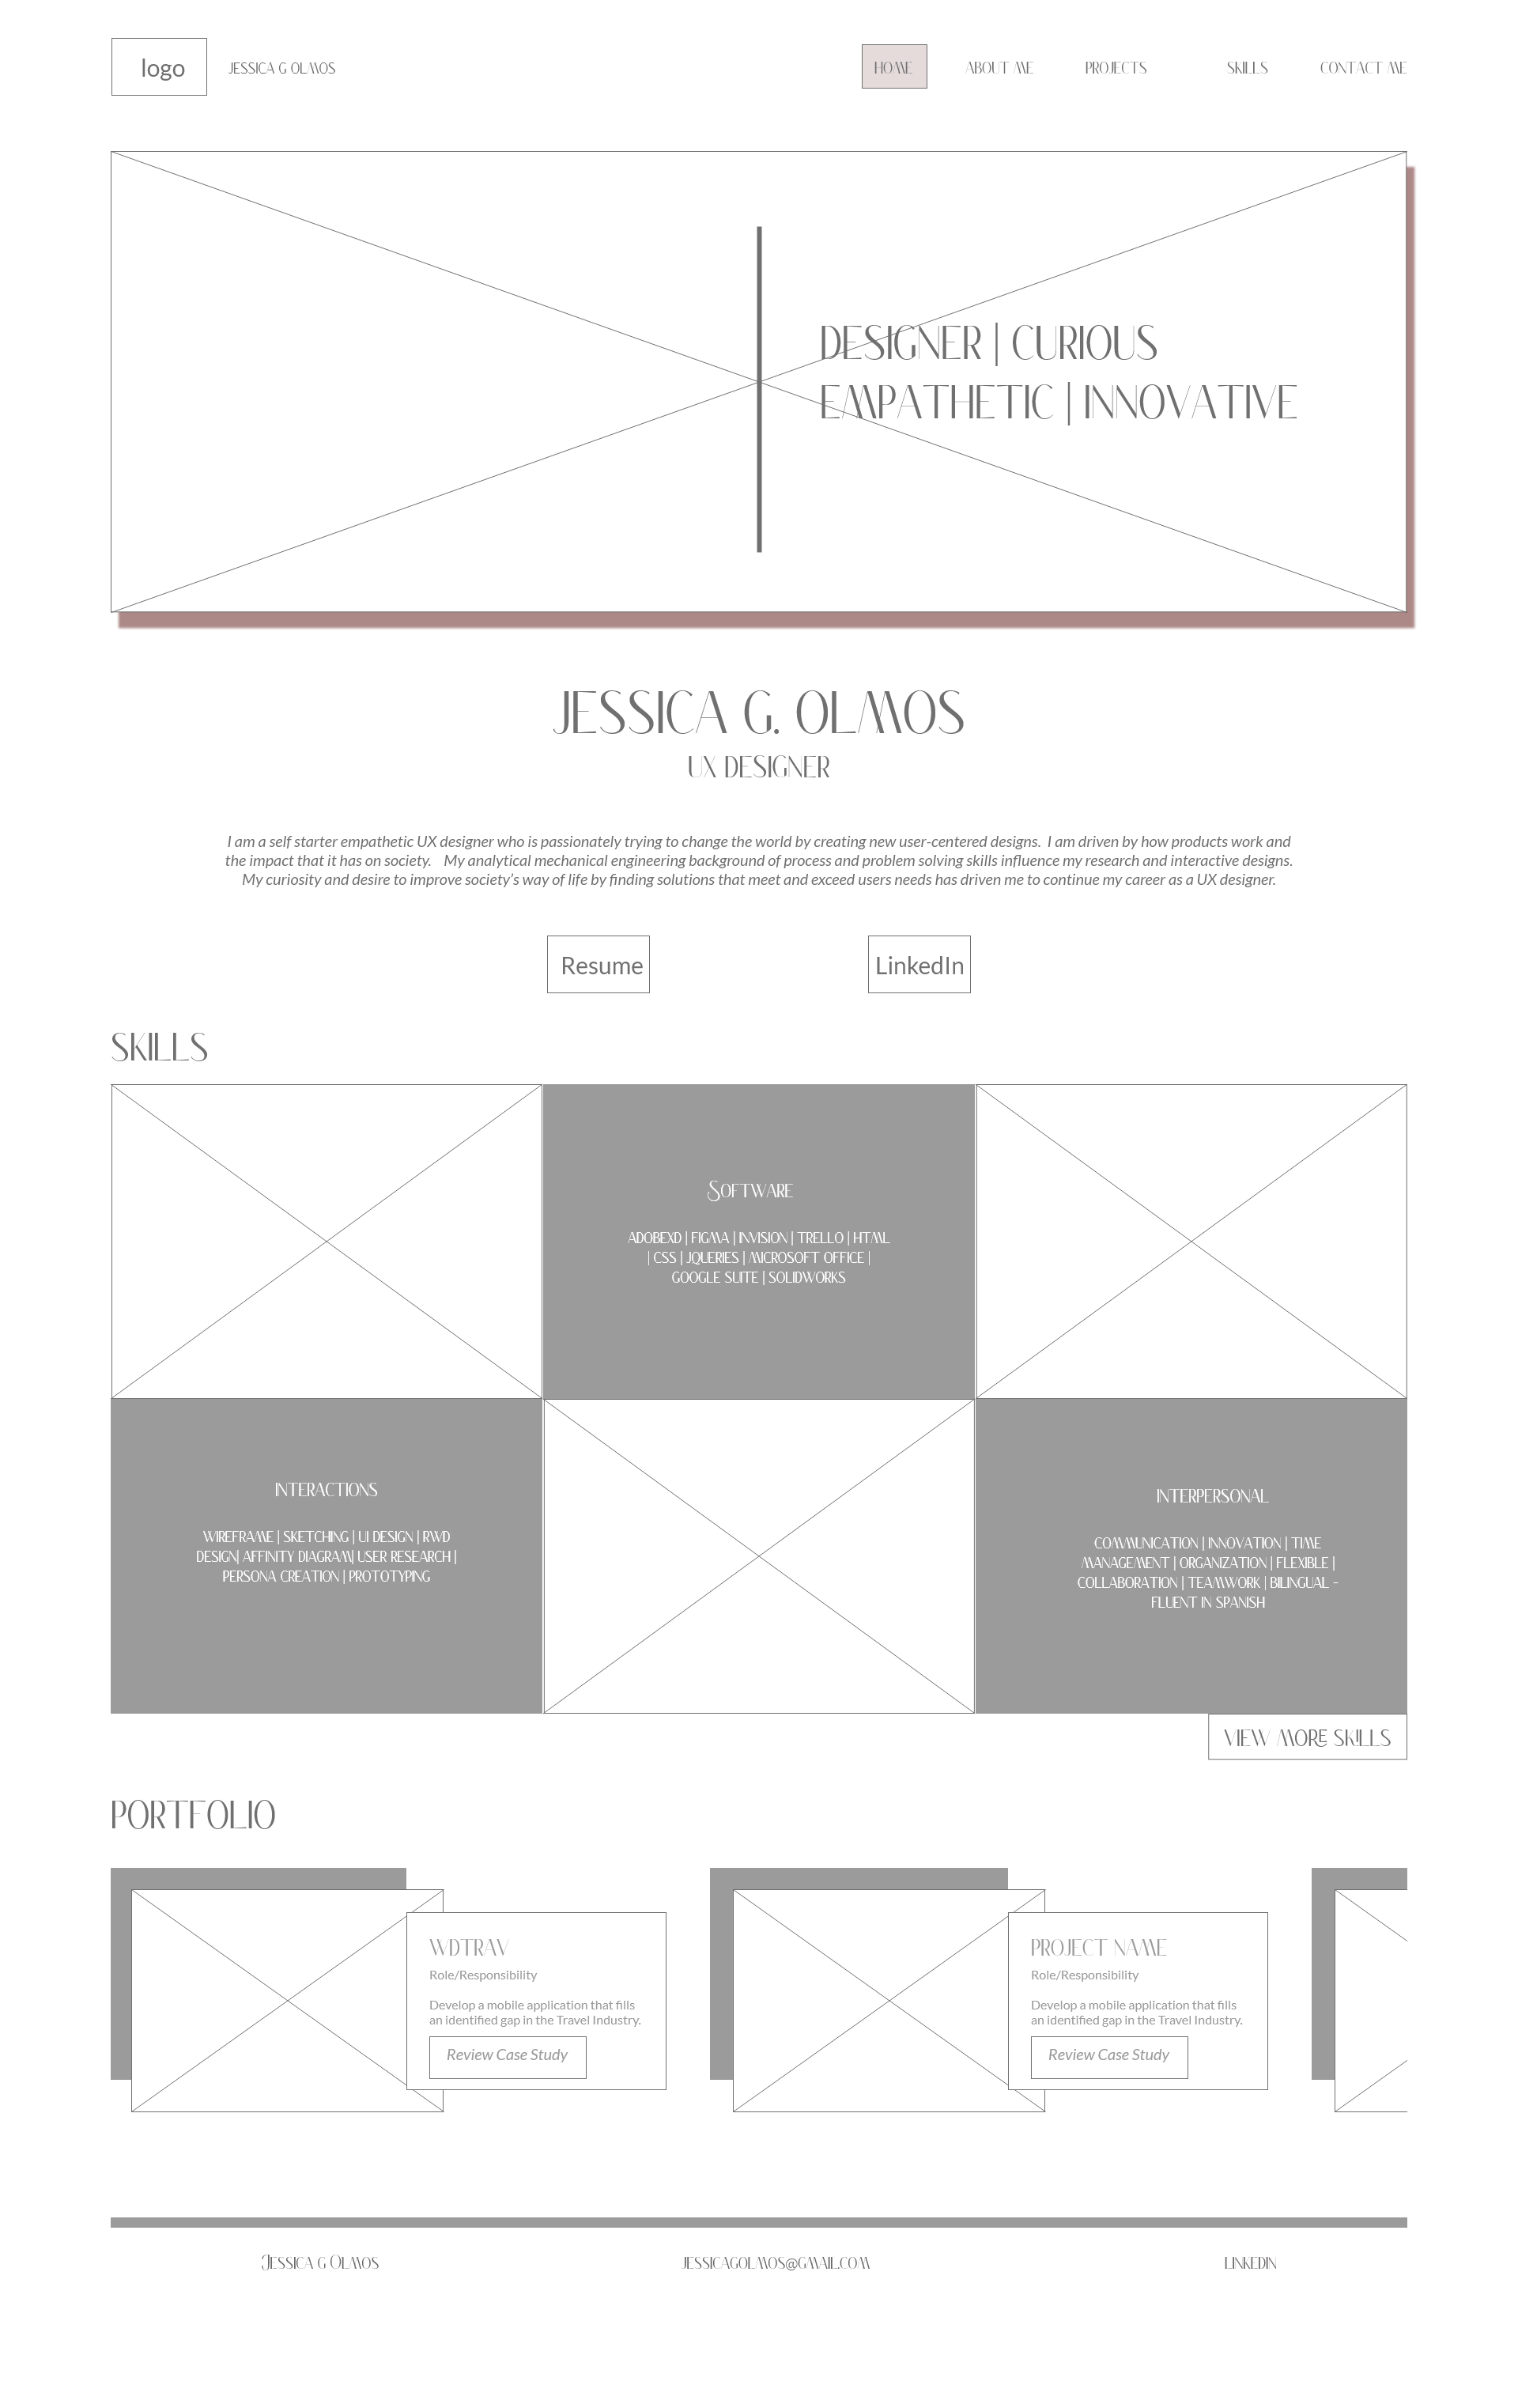 logo
JESSICA G OLMOS
HOME
ABOUT ME
PROJECTS
SKILLS
CONTACT ME
DESIGNER | CURIOUS
EMPATHETIC | INNOVATIVE
JESSICA G. OLMOS
UX DESIGNER
I am a self starter empathetic UX designer who is passionately trying to change the world by creating new user-centered designs.  I am driven by how products work and
the impact that it has on society.   My analytical mechanical engineering background of process and problem solving skills influence my research and interactive designs.
My curiosity and desire to improve society's way of life by finding solutions that meet and exceed users needs has driven me to continue my career as a UX designer.
Resume
LinkedIn
SKILLS
SOFTWARE
ADOBEXD | FIGMA | INVISION | TRELLO | HTML
| CSS | JQUERIES | MICROSOFT OFFICE |
GOOGLE SUITE | SOLIDWORKS
INTERACTIONS
WIREFRAME | SKETCHING | UI DESIGN | RWD
DESIGN| AFFINITY DIAGRAM| USER RESEARCH |
PERSONA CREATION | PROTOTYPING
INTERPERSONAL
COMMUNICATION | INNOVATION | TIME
MANAGEMENT | ORGANIZATION | FLEXIBLE |
COLLABORATION | TEAMWORK | BILINGUAL -
FLUENT IN SPANISH
VIEW MORE SKILLS
PORTFOLIO
WDTRAV
Role/Responsibility
Develop a mobile application that fills
an identified gap in the Travel Industry.
Review Case Study
PROJECT NAME
Role/Responsibility
Develop a mobile application that fills
an identified gap in the Travel Industry.
Review Case Study
JESSICA G OLMOS
JESSICAGOLMOS@GMAIL.COM
LINKEDIN